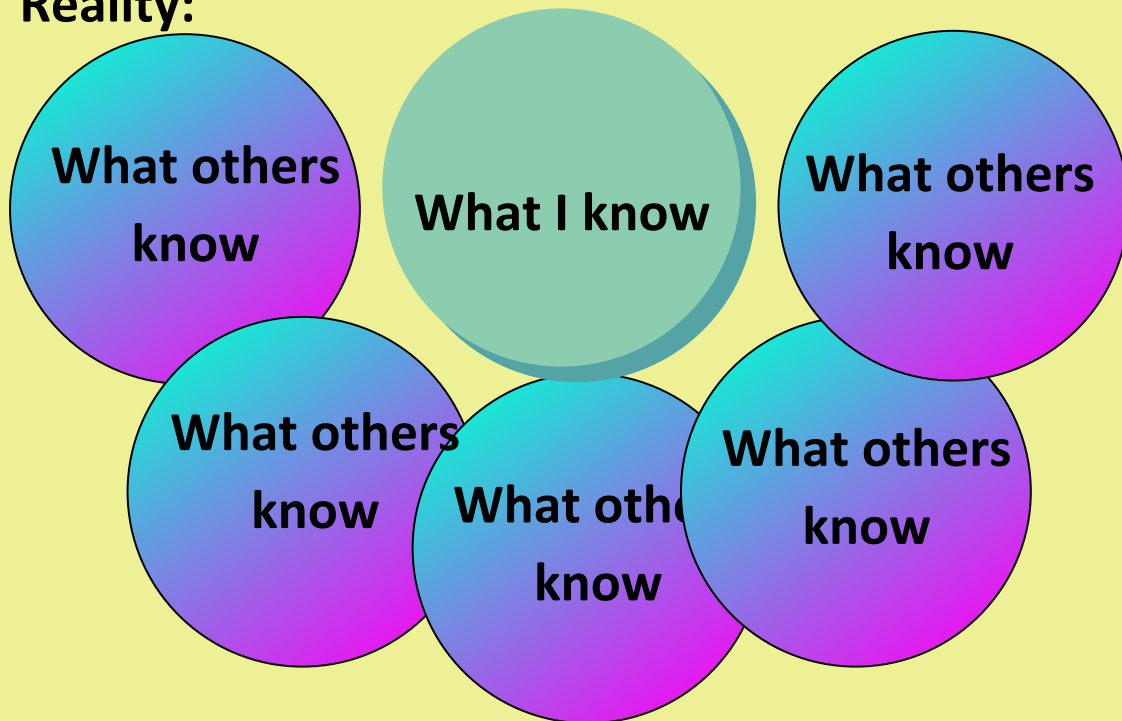 Reality:
What others
know
What I know
What others
know
What others
know
What othe
know
What others
know